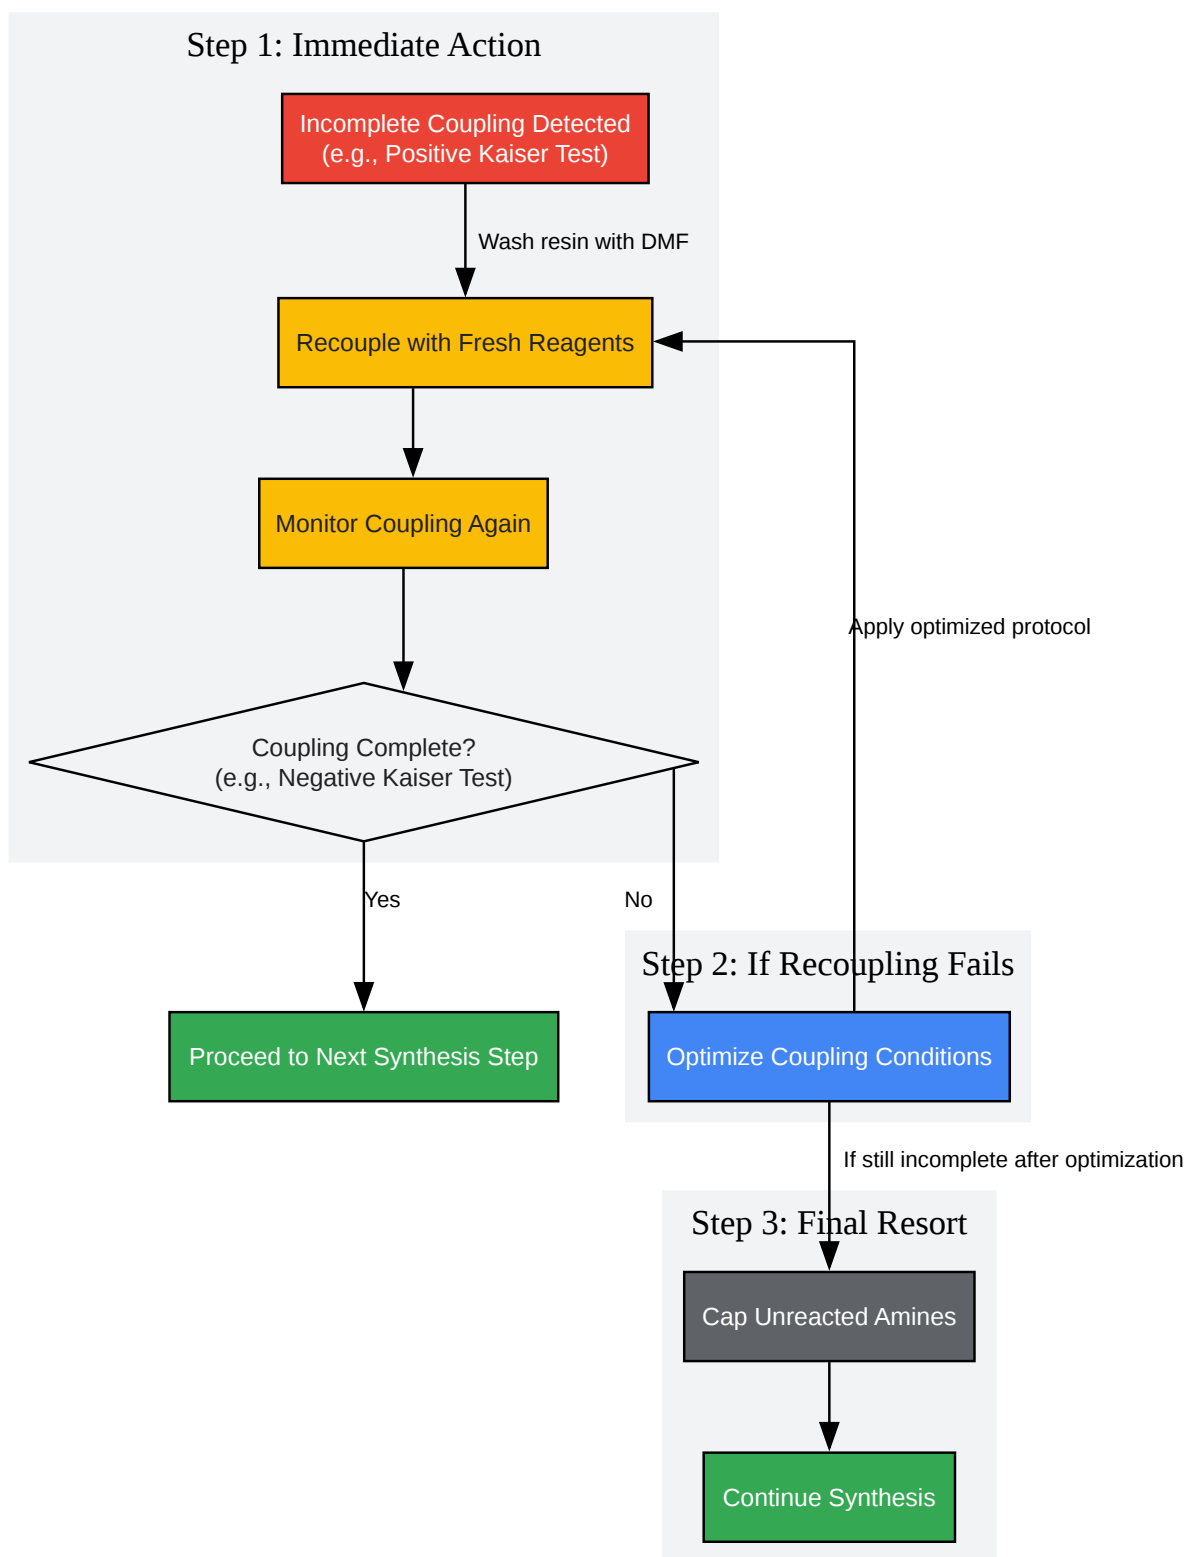 Step 1: Immediate Action
Incomplete Coupling Detected
(e.g., Positive Kaiser Test)
Wash resin with DMF
Recouple with Fresh Reagents
Monitor Coupling Again
Apply optimized protocol
Coupling Complete?
(e.g., Negative Kaiser Test)
Yes
No
Step 2: If Recoupling Fails
Proceed to Next Synthesis Step
Optimize Coupling Conditions
If still incomplete after optimization
Step 3: Final Resort
Cap Unreacted Amines
Continue Synthesis